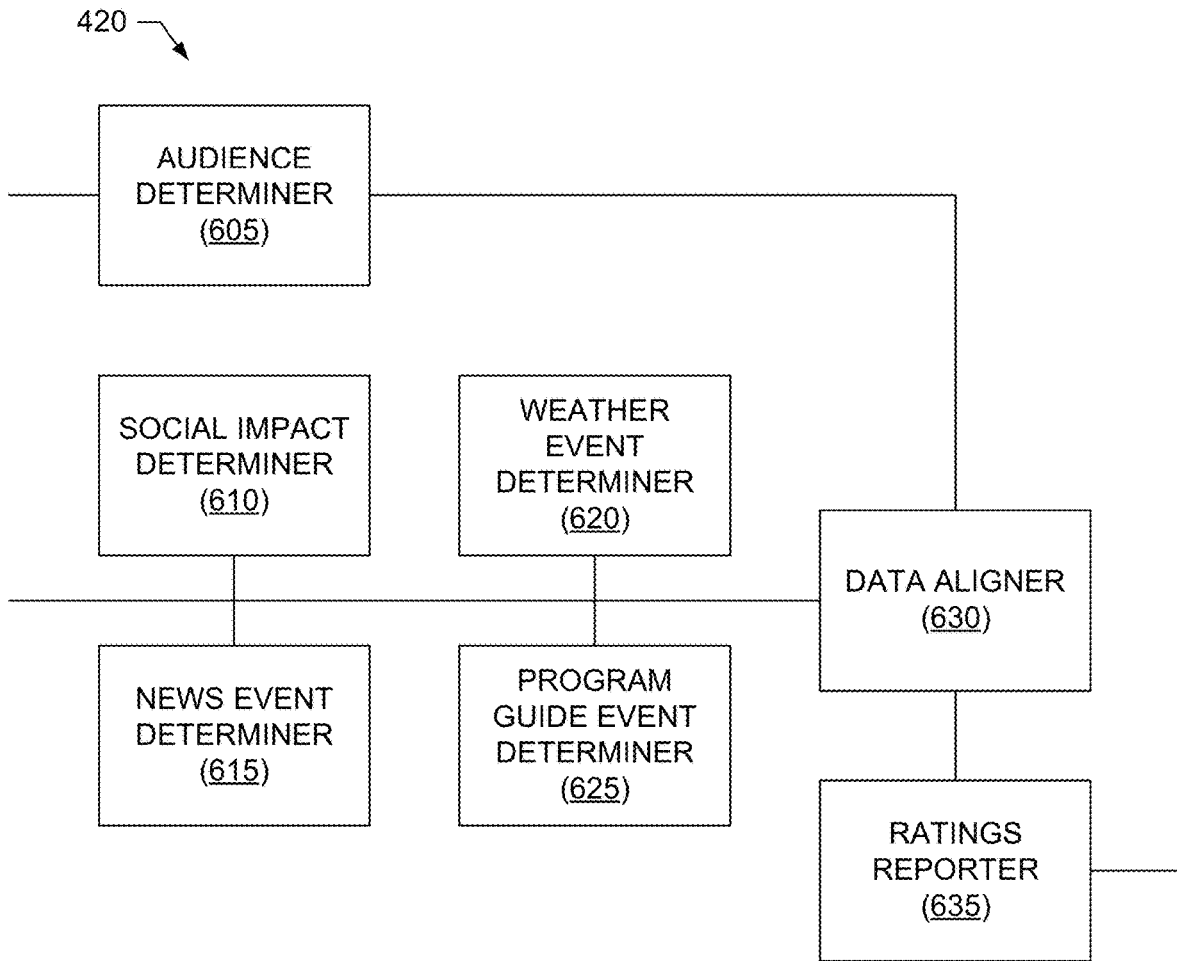 420
AUDIENCE
DETERMINER
(605)
SOCIAL IMPACT
DETERMINER
(610)
WEATHER
EVENT
DETERMINER
(620)
DATA ALIGNER
(630)
NEWS EVENT
DETERMINER
(615)
PROGRAM
GUIDE EVENT
DETERMINER
(625)
RATINGS
REPORTER
(635)